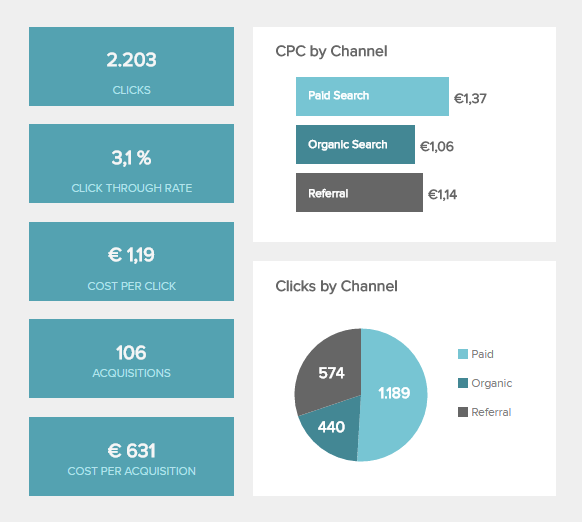 2.203
CLICKS
3,1 %
CLICK THROUGH RATE
€ 1,19
COST PER CLICK
106
ACQUISITIONS
€ 631
COST PER ACQUISITION
CPC by Channel
Paid Search €1,37
Organic Search €1,06
Referral €1,14
Clicks by Channel
574
1.189
440
Paid
Organic
Referral